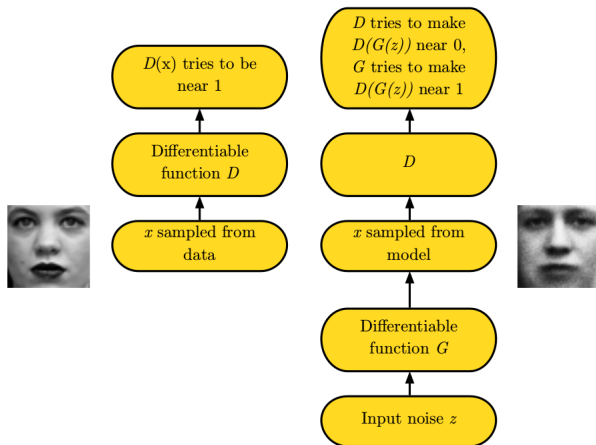 D(x) tries to be
near 1
Differentiable
function D
x sampled from
data
D tries to make
D(G(z)) near 0,
G tries to make
D(G(z)) near 1
D
x sampled from
model
Differentiable
function G
Input noise z